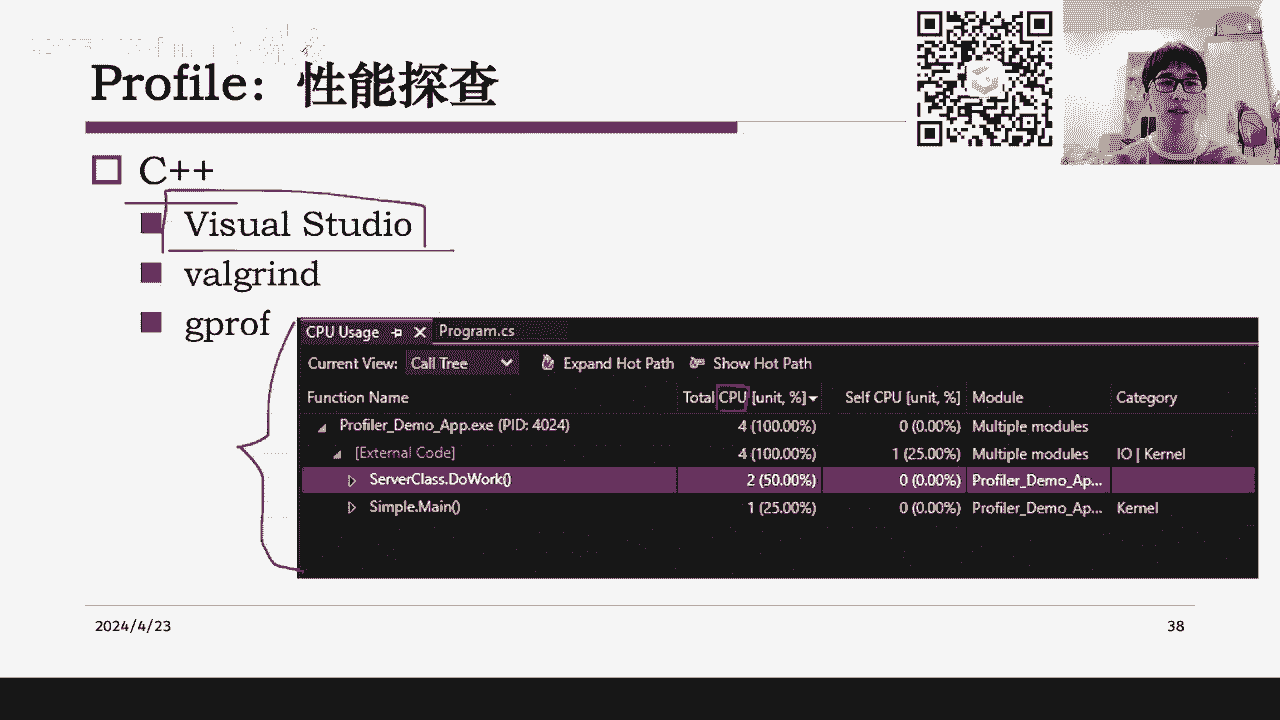 Profile：性能探查
C++
Visual Studio
valgrind
gprof
CPU Usage Program.cs
Current View: Call Tree Expand Hot Path Show Hot Path
Function Name Total CPU [unit, %] Self CPU [unit, %] Module Category
Profiler_Demo_App.exe (PID: 4024) 4 (100.00%) 0 (0.00%) Multiple modules
[External Code] 4 (100.00%) 1 (25.00%) Multiple modules IO | Kernel
ServerClass.DoWork() 2 (50.00%) 0 (0.00%) Profiler_Demo_Ap...
Simple.Main() 1 (25.00%) 0 (0.00%) Profiler_Demo_Ap... Kernel
2024/4/23 38